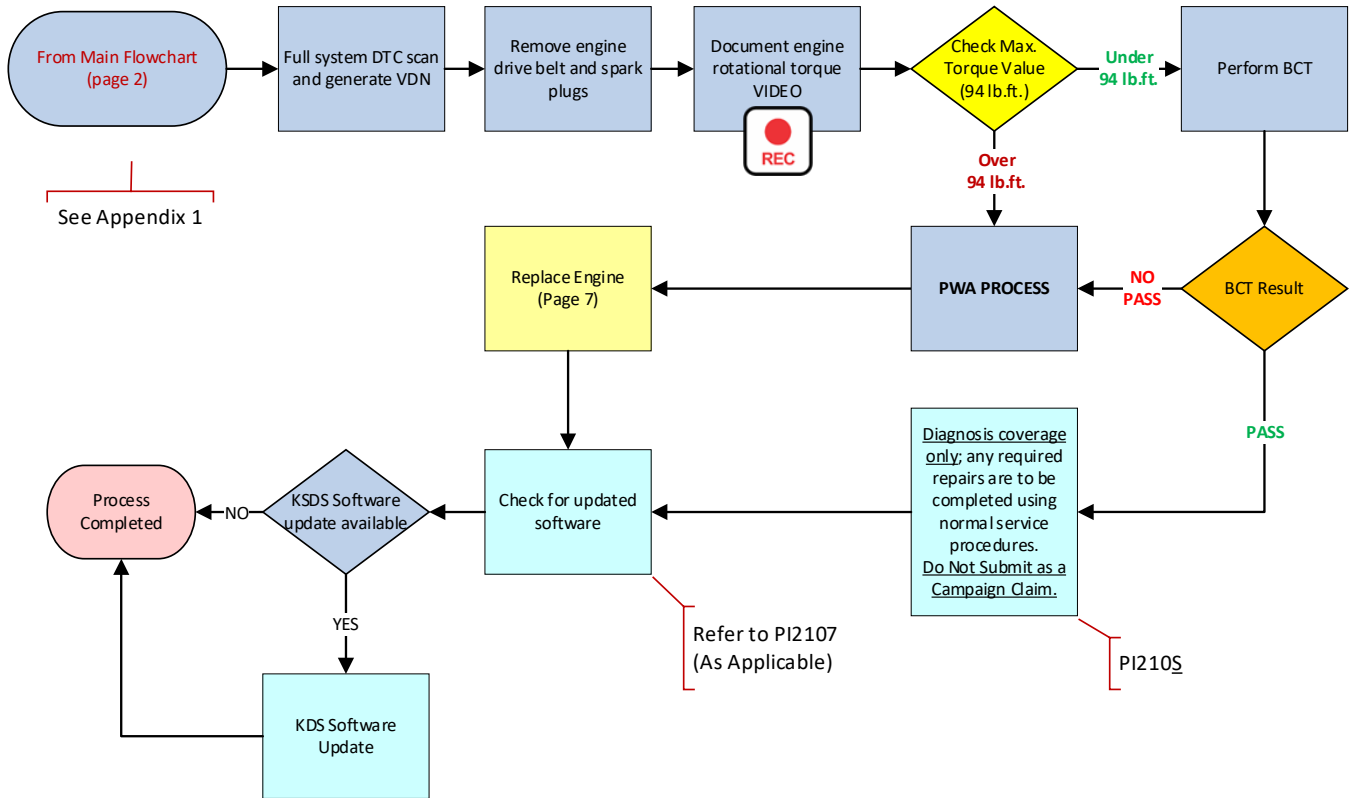 From Main Flowchart
(page 2)
Full system DTC scan
and generate VDN
Remove engine
drive belt and spark
plugs
Document engine
rotational torque
VIDEO
REC
Check Max.
Torque Value
(94 lb.ft.)
Under
94 lb.ft.
Perform BCT
Over
94 lb.ft.
See Appendix 1
Replace Engine
(Page 7)
PWA PROCESS
NO
PASS
BCT Result
PASS
Process
Completed
NO
KSDS Software
update available
Check for updated
software
Diagnosis coverage
only; any required
repairs are to be
completed using
normal service
procedures.
Do Not Submit as a
Campaign Claim.
YES
Refer to PI2107
(As Applicable)
PI210S
KDS Software
Update